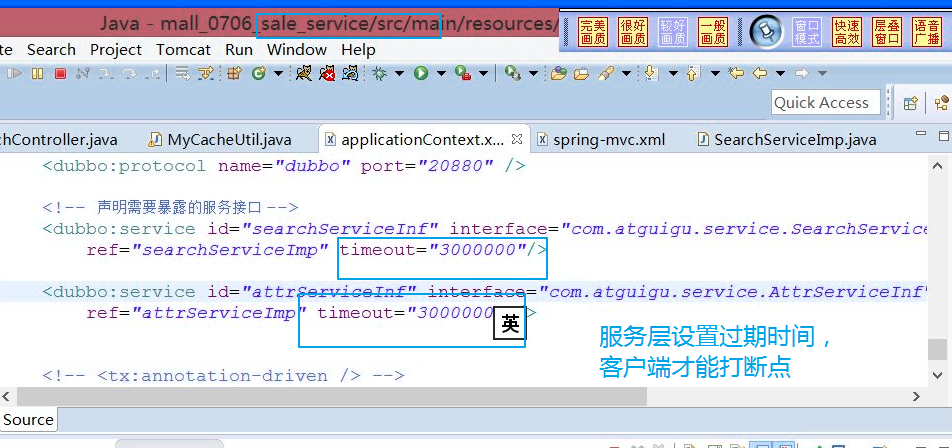 Java - mall_0706_sale_service/src/main/resources/
完美画质 很好画质 较好画质 一般画质 窗口模式 快速高效 层叠窗口 语音广播
te Search Project Tomcat Run Window Help
Quick Access
chController.java MyCacheUtil.java applicationContext.x... spring-mvc.xml SearchServiceImp.java
<dubbo:protocol name="dubbo" port="20880" />
<!-- 声明需要暴露的服务接口 -->
<dubbo:service id="searchServiceInf" interface="com.atguigu.service.SearchService
ref="searchServiceImp" timeout="3000000"/>
<dubbo:service id="attrServiceInf" interface="com.atguigu.service.AttrServiceInf"
ref="attrServiceImp" timeout="3000000 >
英
服务层设置过期时间，
客户端才能打断点
<!-- <tx:annotation-driven /> -->
Source